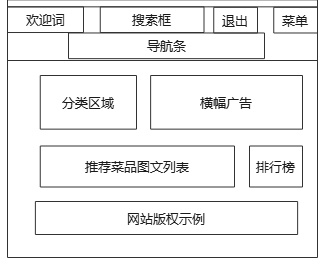 欢迎词 搜素框 退出 菜单
导航条
分类区域 横幅广告
推荐菜品图文列表 排行榜
网站版权示例